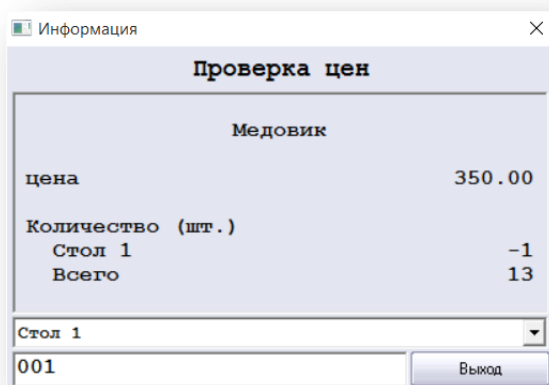 Информация
Проверка цен
Медовик
цена 350.00
Количество (шт.)
Стол 1 -1
Всего 13
Стол 1
001 Выход